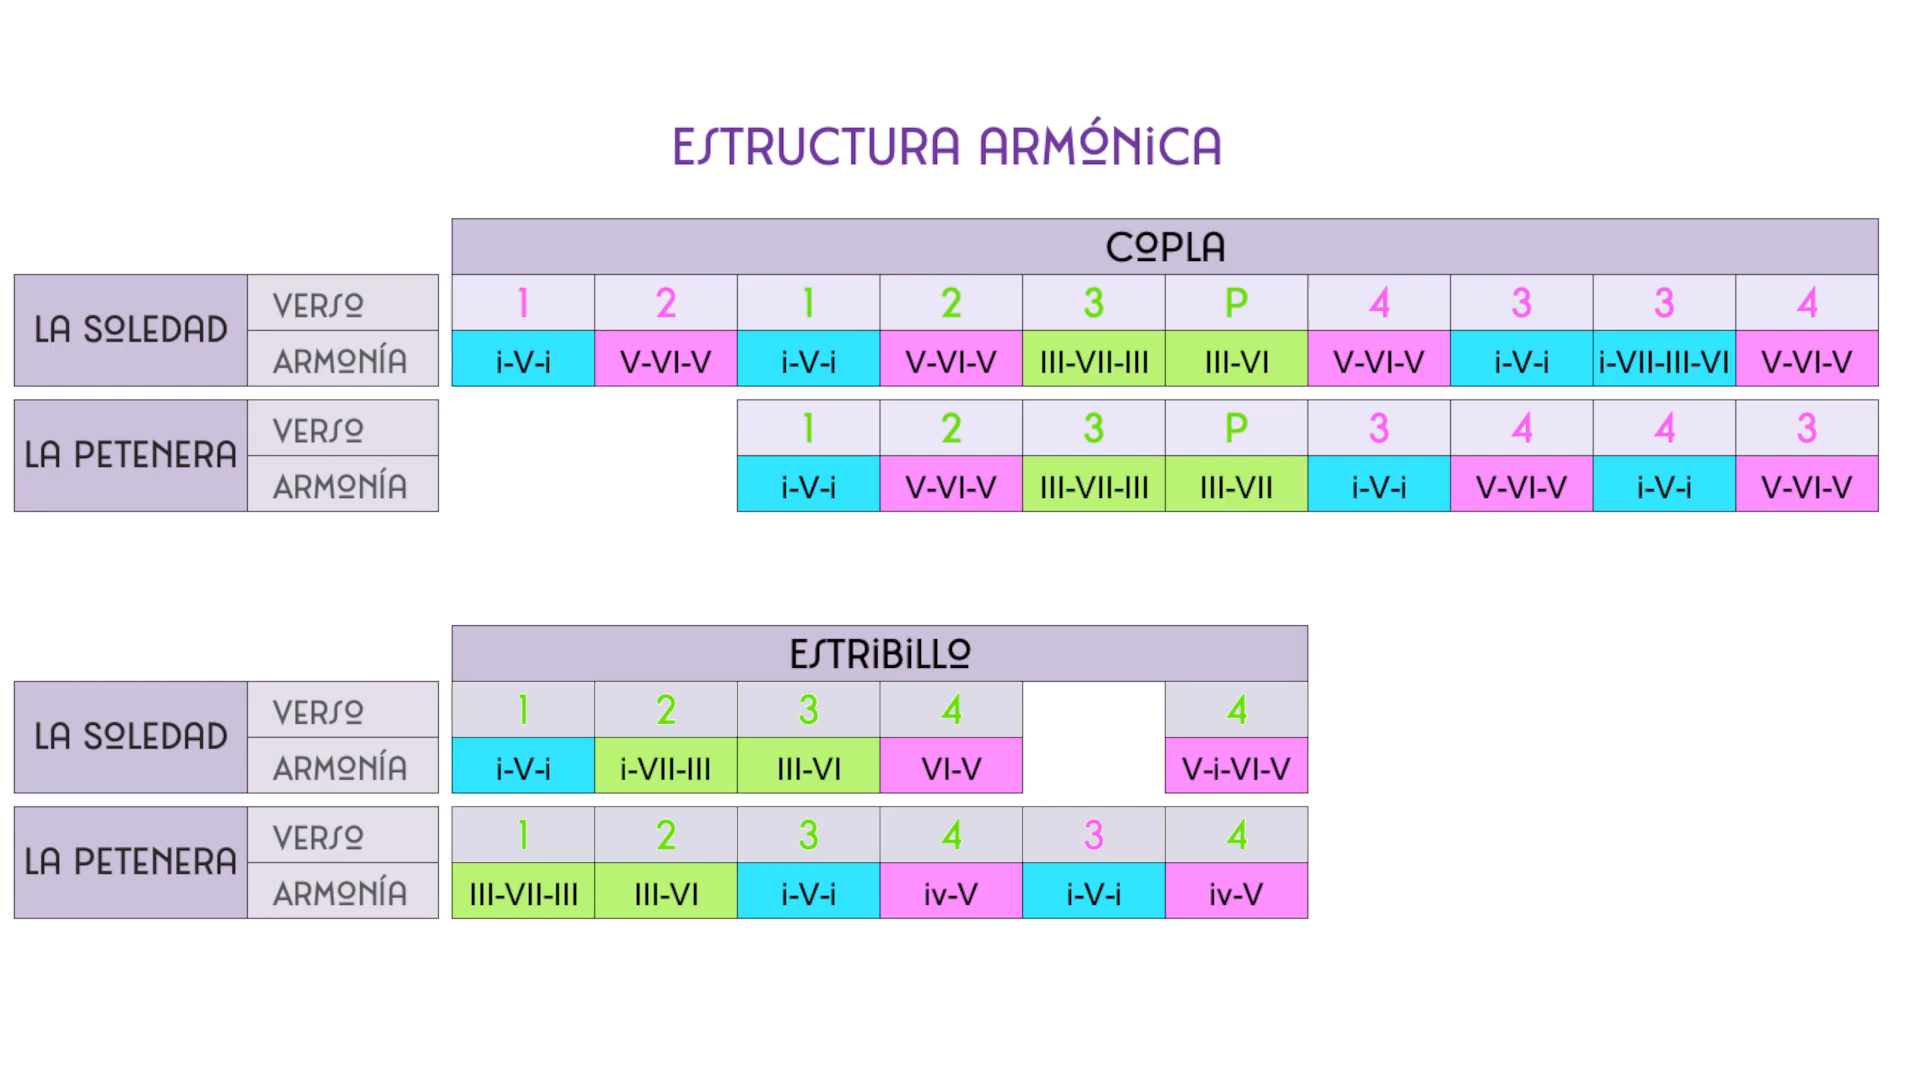 ESTRUCTURA ARMÓNiCA
COPLA
LA SOLEDAD VERSO 1 2 1 2 3 P 4 3 3 4
ARMONÍA i-V-i V-VI-V i-V-i V-VI-V III-VII-III III-VI V-VI-V i-V-i i-VII-III-VI V-VI-V
LA PETENERA VERSO 1 2 3 P 3 4 4 3
ARMONÍA i-V-i V-VI-V III-VII-III III-VII i-V-i V-VI-V i-V-i V-VI-V
ESTRiBiLLO
LA SOLEDAD VERSO 1 2 3 4 4
ARMONÍA i-V-i i-VII-III III-VI VI-V V-i-VI-V
LA PETENERA VERSO 1 2 3 4 3 4
ARMONÍA III-VII-III III-VI i-V-i iv-V i-V-i iv-V